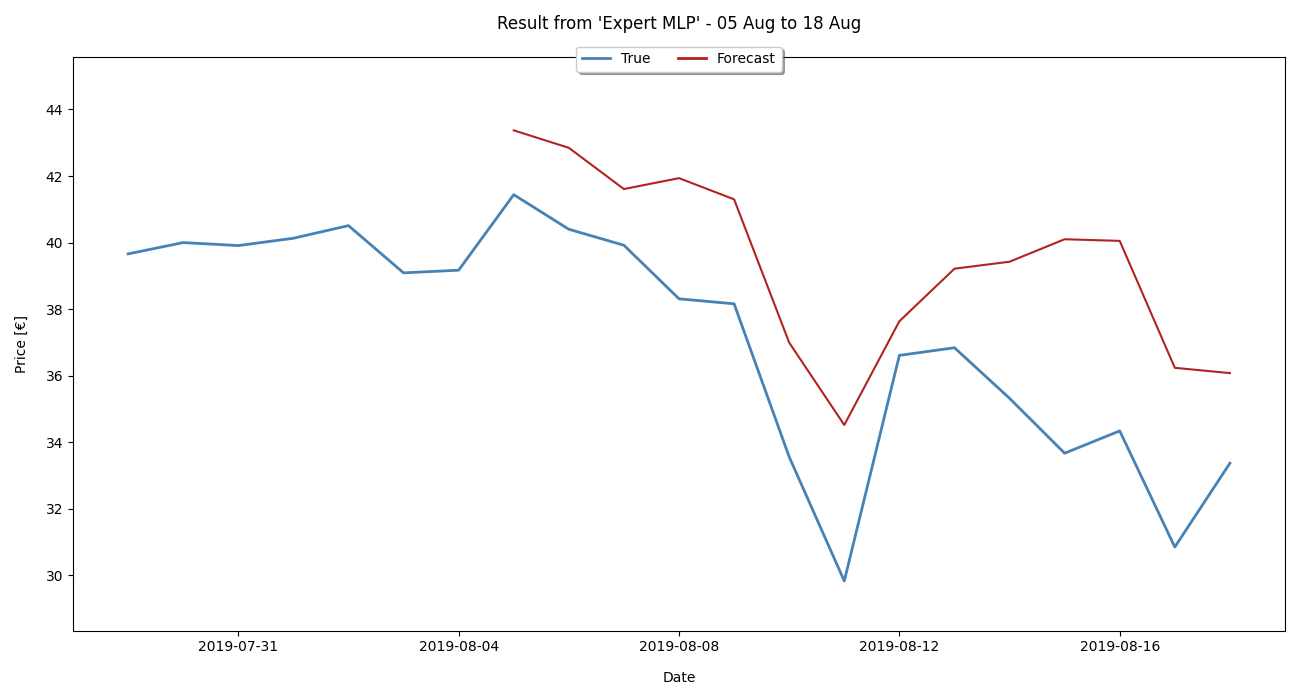 Result from 'Expert MLP' - 05 Aug to 18 Aug
True Forecast
44
42
40
38
36
34
32
30
Price [€]
2019-07-31 2019-08-04 2019-08-08 2019-08-12 2019-08-16
Date